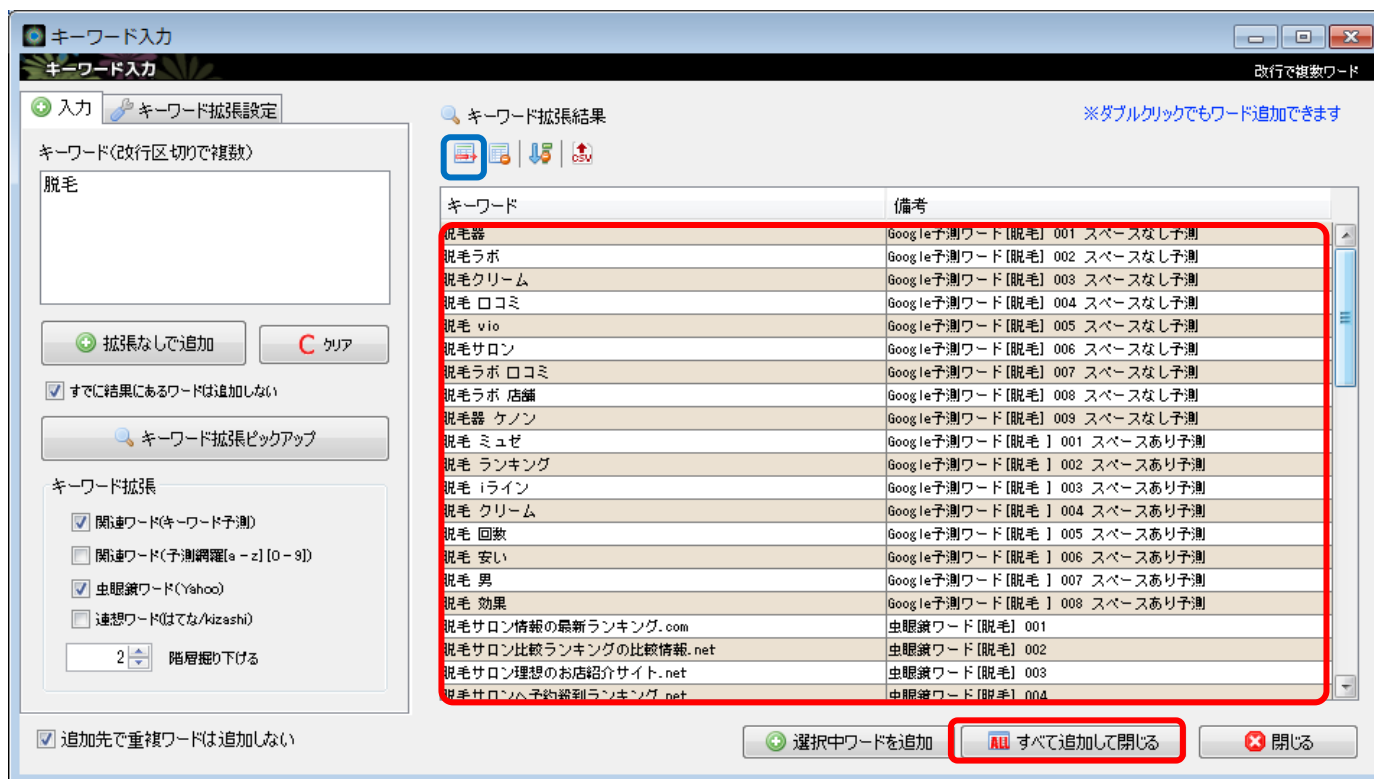 キーワード入力
キーワード入力
改行で複数ワード
入力
キーワード拡張設定
キーワード(改行区切りで複数)
脱毛
拡張なしで追加
C クリア
すでに結果にあるワードは追加しない
キーワード拡張ピックアップ
キーワード拡張
関連ワード(キーワード予測)
関連ワード(予測網羅[a-z][0-9])
虫眼鏡ワード(Yahoo)
連想ワード(はてな/kizashi)
2 階層掘り下げる
追加先で重複ワードは追加しない
キーワード拡張結果
※ダブルクリックでもワード追加できます
CSV
キーワード 備考
脱毛器 Google予測ワード[脱毛] 001 スペースなし予測
脱毛ラボ Google予測ワード[脱毛] 002 スペースなし予測
脱毛クリーム Google予測ワード[脱毛] 003 スペースなし予測
脱毛 口コミ Google予測ワード[脱毛] 004 スペースなし予測
脱毛 vio Google予測ワード[脱毛] 005 スペースなし予測
脱毛サロン Google予測ワード[脱毛] 006 スペースなし予測
脱毛ラボ 口コミ Google予測ワード[脱毛] 007 スペースなし予測
脱毛ラボ 店舗 Google予測ワード[脱毛] 008 スペースなし予測
脱毛器 ケノン Google予測ワード[脱毛] 009 スペースなし予測
脱毛 ミュゼ Google予測ワード[脱毛 ] 001 スペースあり予測
脱毛 ランキング Google予測ワード[脱毛 ] 002 スペースあり予測
脱毛 iライン Google予測ワード[脱毛 ] 003 スペースあり予測
脱毛 クリーム Google予測ワード[脱毛 ] 004 スペースあり予測
脱毛 回数 Google予測ワード[脱毛 ] 005 スペースあり予測
脱毛 安い Google予測ワード[脱毛 ] 006 スペースあり予測
脱毛 男 Google予測ワード[脱毛 ] 007 スペースあり予測
脱毛 効果 Google予測ワード[脱毛 ] 008 スペースあり予測
脱毛サロン情報の最新ランキング.com 虫眼鏡ワード[脱毛] 001
脱毛サロン比較ランキングの比較情報.net 虫眼鏡ワード[脱毛] 002
脱毛サロン理想のお店紹介サイト.net 虫眼鏡ワード[脱毛] 003
脱毛サロンへ予約殺到ランキング.net 虫眼鏡ワード[脱毛] 004
選択中ワードを追加
ALL すべて追加して閉じる
閉じる